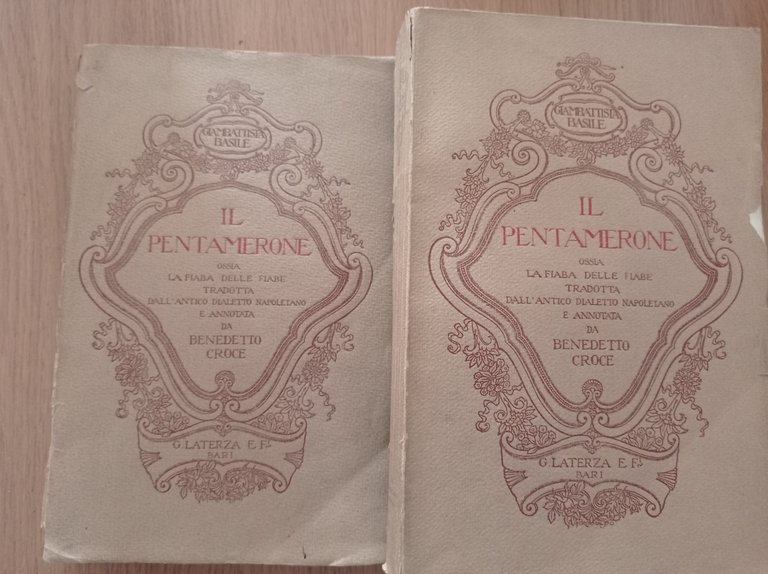 GIAMBATTISTA
BASILE
IL
PENTAMERONE
OSSIA
LA FIABA DELLE FIABE
TRADOTTA
DALL'ANTICO DIALETTO NAPOLETANO
E ANNOTATA
DA
BENEDETTO
CROCE
G. LATERZA E F.
BARI
GIAMBATTISTA
BASILE
IL
PENTAMERONE
OSSIA
LA FIABA DELLE FIABE
TRADOTTA
DALL'ANTICO DIALETTO NAPOLETANO
E ANNOTATA
DA
BENEDETTO
CROCE
G. LATERZA E F.
BARI